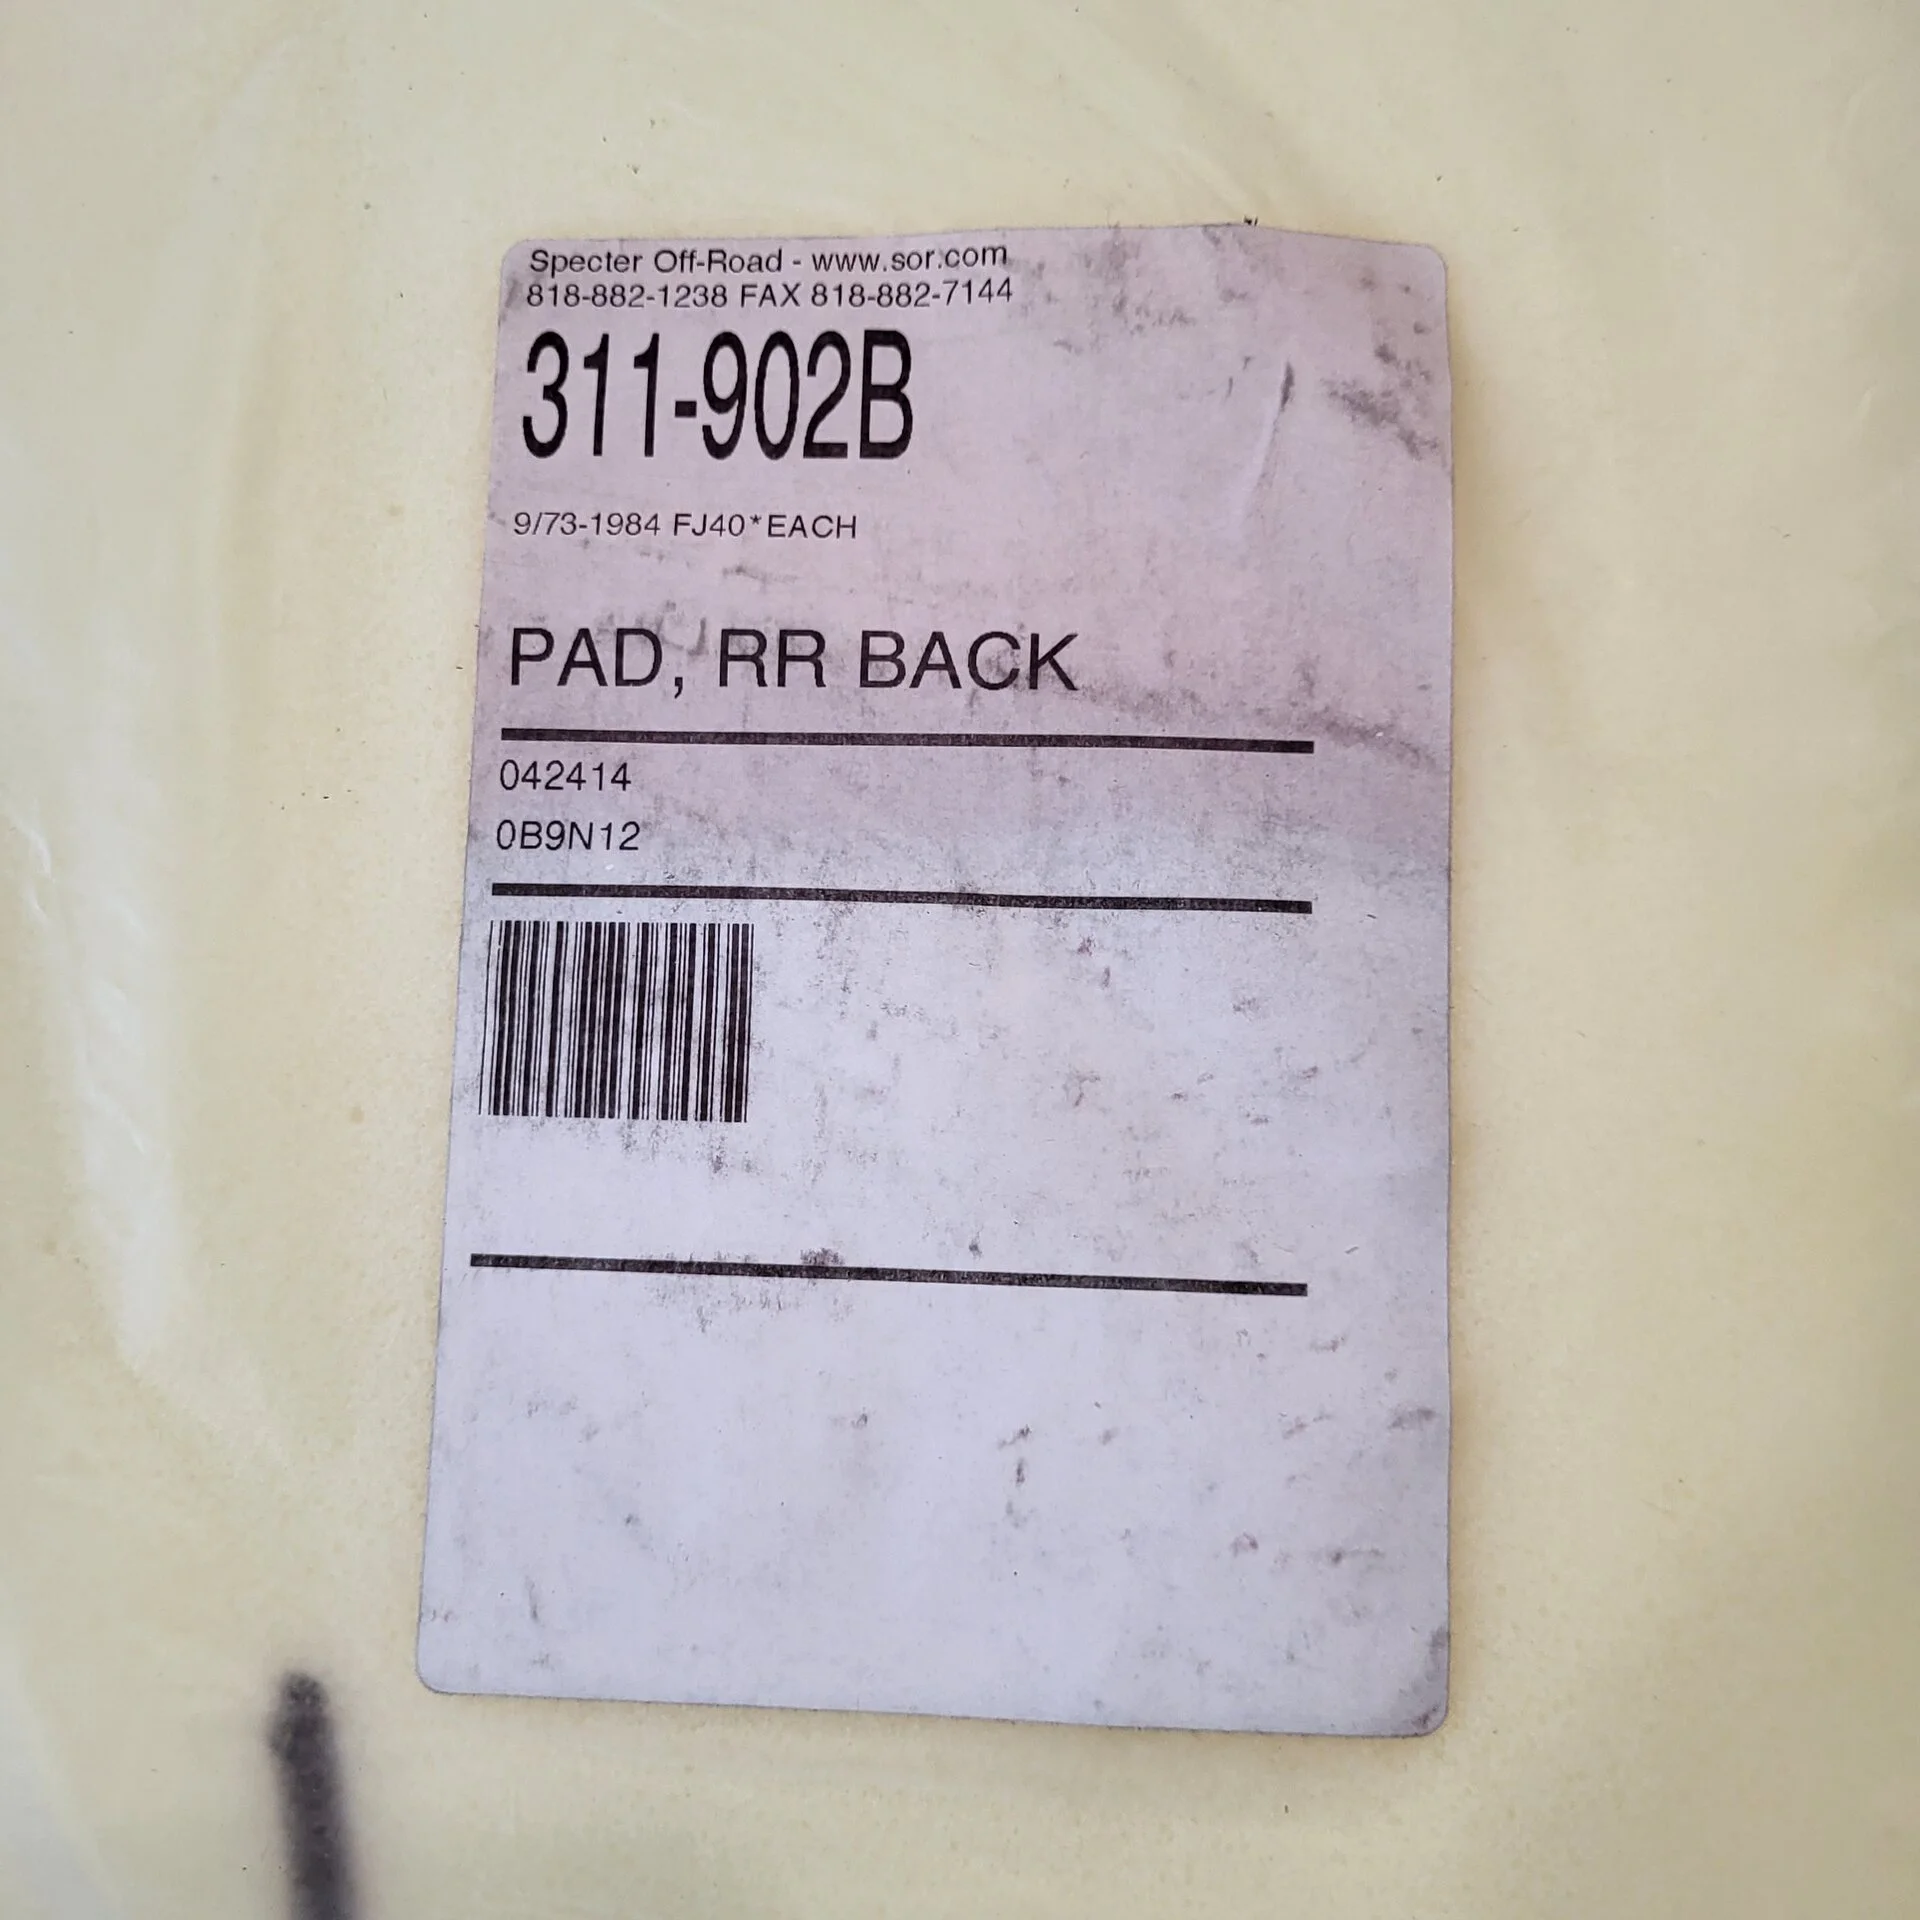 Specter Off-Road - www.sor.com
818-882-1238 FAX 818-882-7144
311-902B
9/73-1984 FJ40*EACH
PAD, RR BACK
042414
0B9N12